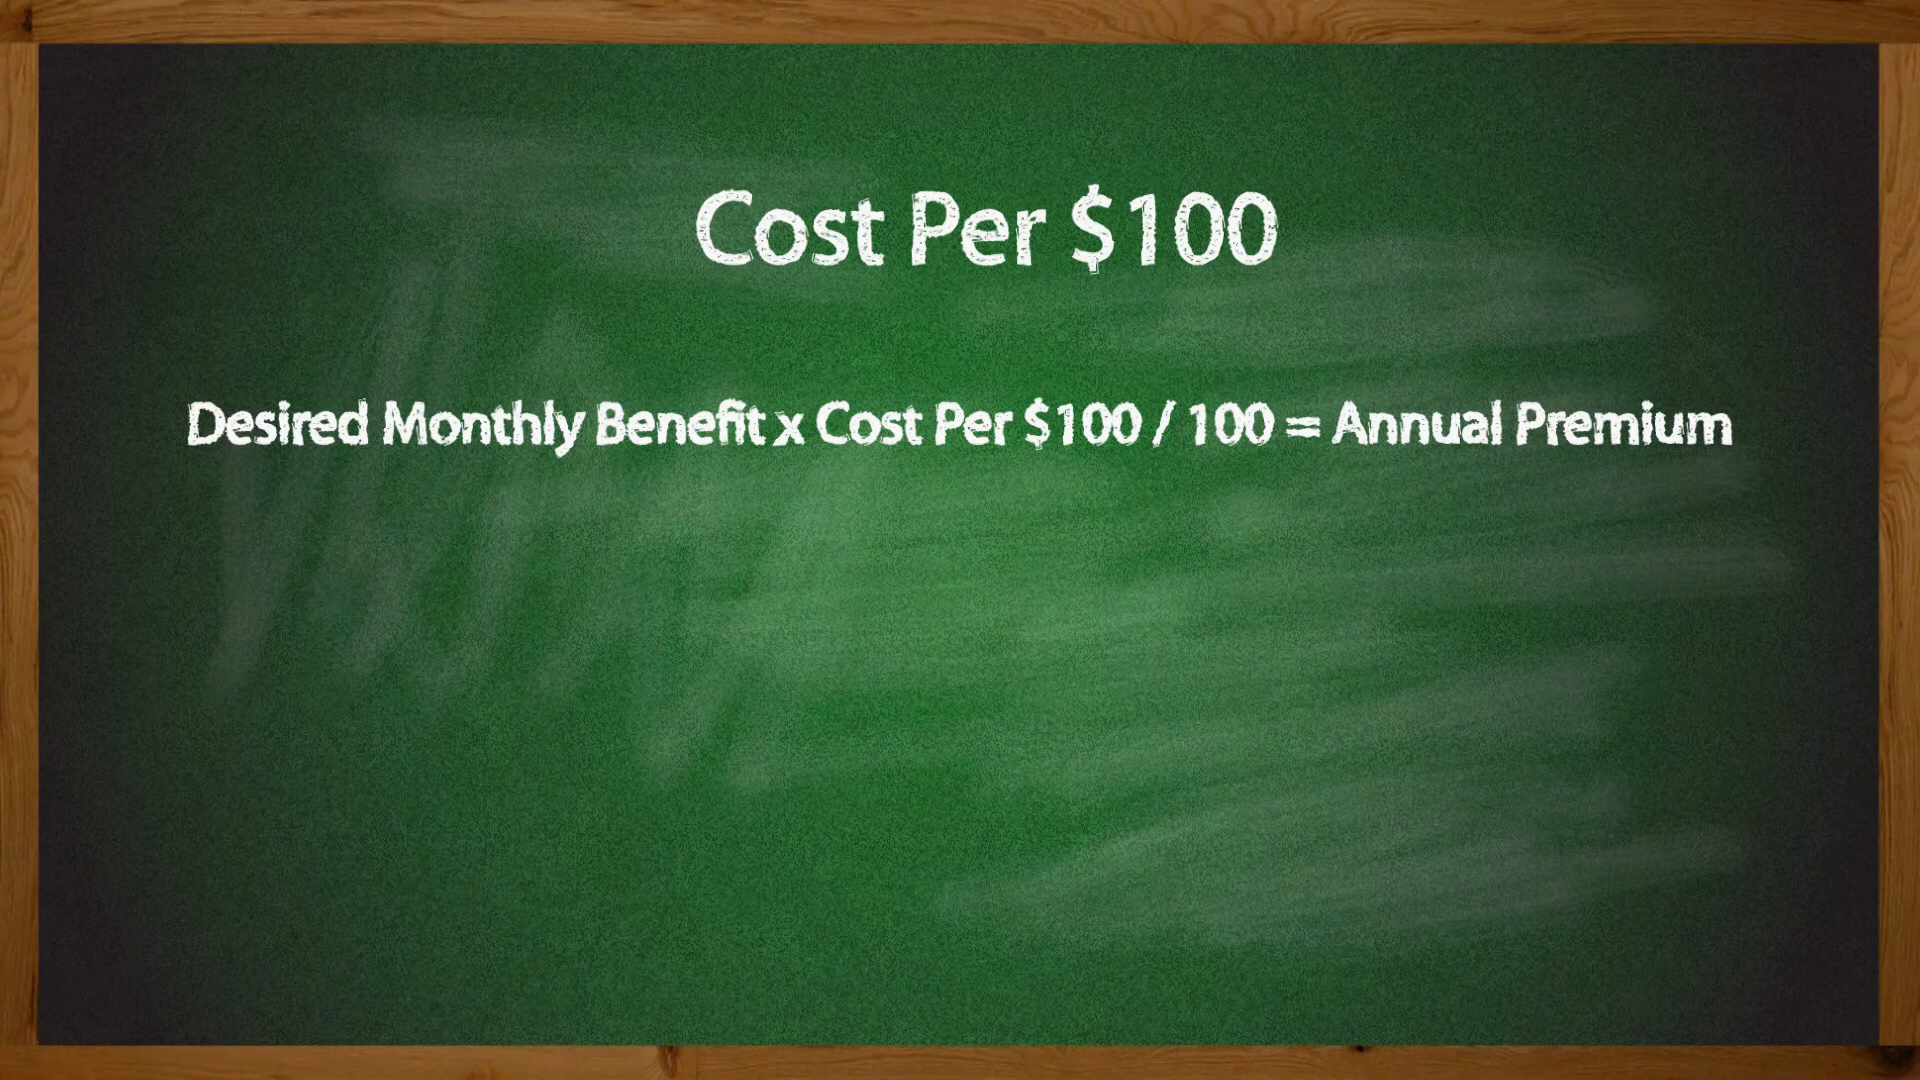 Cost Per $100
Desired Monthly Benefit x Cost Per $100 / 100 = Annual Premium